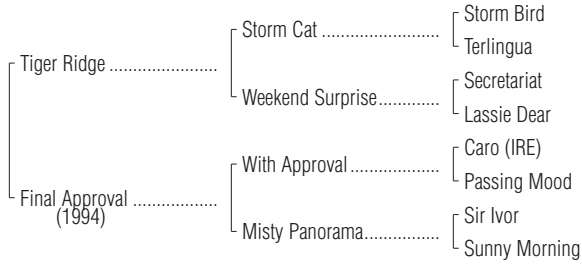 Storm Bird
Storm Cat ..........................
Terlingua
Tiger Ridge ........................
Secretariat
Weekend Surprise.............
Lassie Dear
Caro (IRE)
With Approval ....................
Passing Mood
Final Approval ..................
(1994)
Sir Ivor
Misty Panorama.................
Sunny Morning